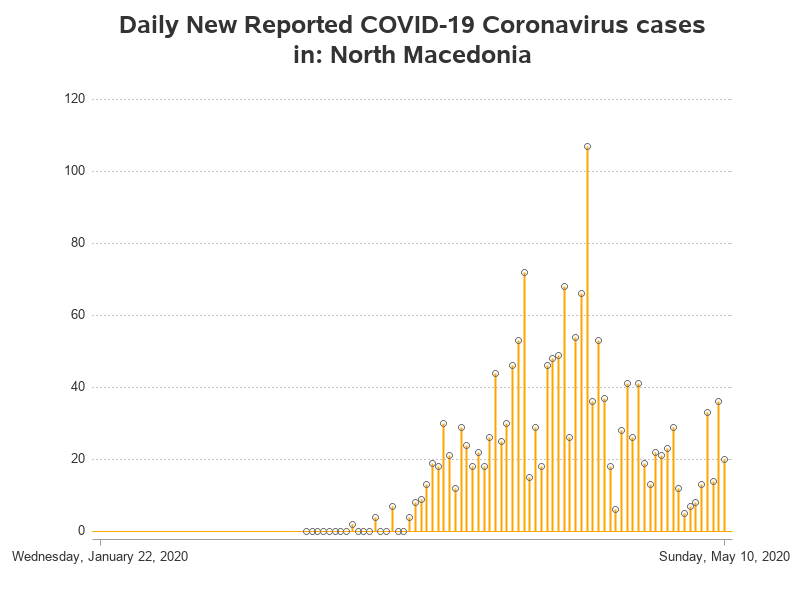 Daily New Reported COVID-19 Coronavirus cases
in: North Macedonia
120
100
80
60
40
20
0
Wednesday, January 22, 2020
Sunday, May 10, 2020